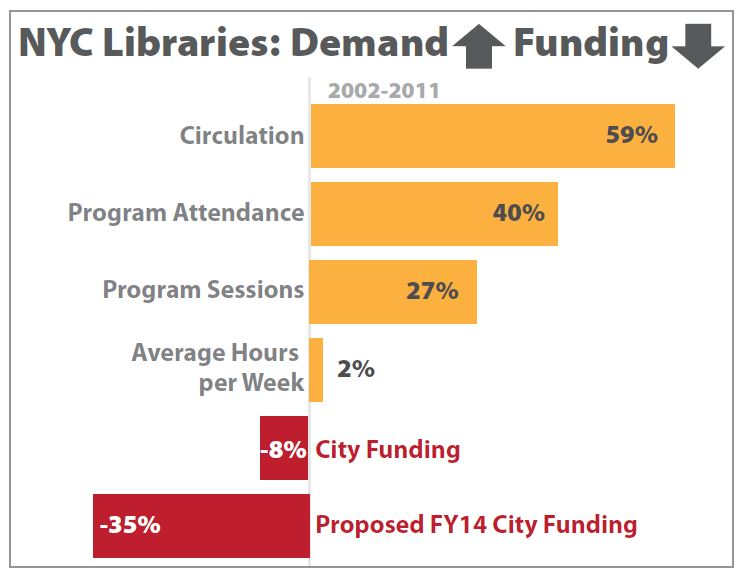 NYC Libraries: Demand Funding
2002-2011
Circulation 59%
Program Attendance 40%
Program Sessions 27%
Average Hours
per Week 2%
-8% City Funding
-35% Proposed FY14 City Funding